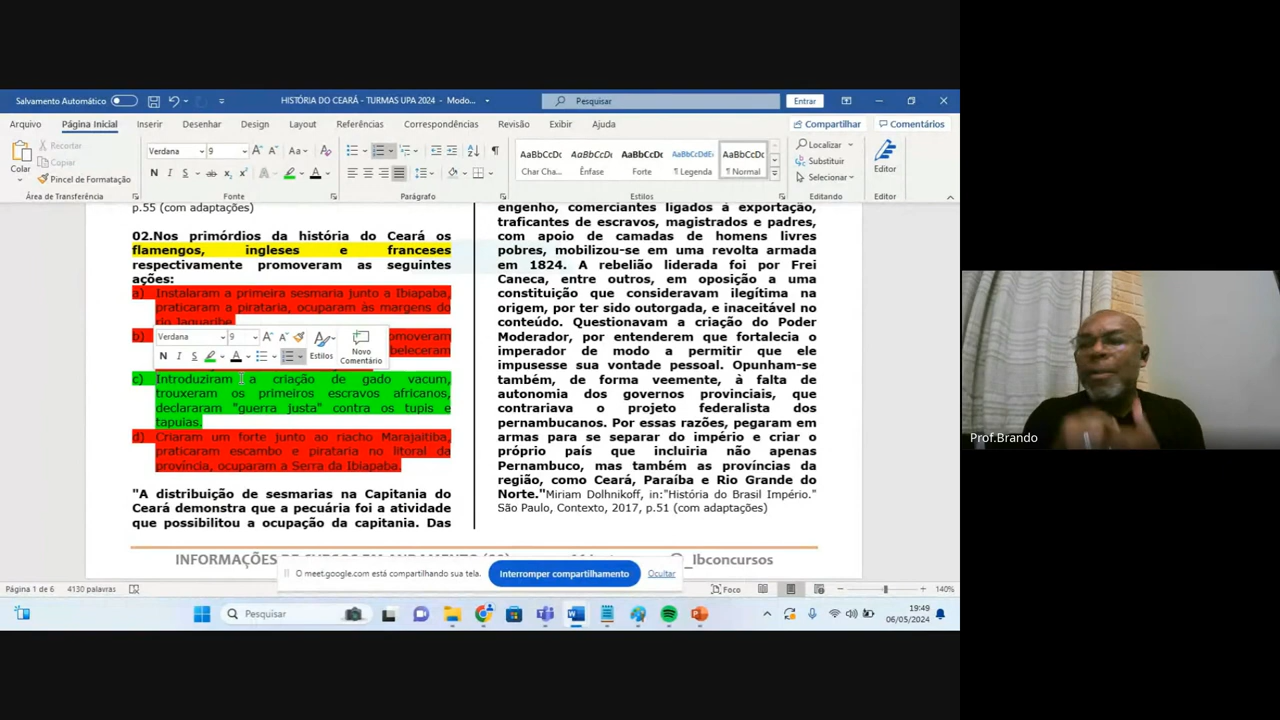 Salvamento Automático
HISTÓRIA DO CEARÁ - TURMAS UPA 2024 - Modo...
Pesquisar
Entrar
Arquivo Página Inicial Inserir Desenhar Design Layout Referências Correspondências Revisão Exibir Ajuda
Compartilhar Comentários
Colar
Recortar
Copiar
Pincel de Formatação
Área de Transferência
Verdana 9
N I S ab x₂ x²
Fonte
Parágrafo
AaBbCcDc AaBbCcDc AaBbCcDc AaBbCcDdEe AaBbCcDc
Char Cha... Ênfase Forte ¶ Legenda ¶ Normal
Estilos
Localizar
Substituir
Selecionar
Editando
Editor
Editor
p.55 (com adaptações)
02.Nos primórdios da história do Ceará os
flamengos, ingleses e franceses
respectivamente promoveram as seguintes
ações:
a) Instalaram a primeira sesmaria junto a Ibiapaba,
praticaram a pirataria, ocuparam às margens do
rio Jaguaribe.
b)
Verdana 9
N I S A
Estilos
Novo
Comentário
c) Introduziram a criação de gado vacum,
trouxeram os primeiros escravos africanos,
declararam "guerra justa" contra os tupis e
tapuias.
d) Criaram um forte junto ao riacho Marajaitiba,
praticaram escambo e pirataria no litoral da
província, ocuparam a Serra da Ibiapaba.
"A distribuição de sesmarias na Capitania do
Ceará demonstra que a pecuária foi a atividade
que possibilitou a ocupação da capitania. Das
engenho, comerciantes ligados à exportação,
traficantes de escravos, magistrados e padres,
com apoio de camadas de homens livres
pobres, mobilizou-se em uma revolta armada
em 1824. A rebelião liderada foi por Frei
Caneca, entre outros, em oposição a uma
constituição que consideravam ilegítima na
origem, por ter sido outorgada, e inaceitável no
conteúdo. Questionavam a criação do Poder
Moderador, por entenderem que fortalecia o
imperador de modo a permitir que ele
impusesse sua vontade pessoal. Opunham-se
também, de forma veemente, à falta de
autonomia dos governos provinciais, que
contrariava o projeto federalista dos
pernambucanos. Por essas razões, pegaram em
armas para se separar do império e criar o
próprio país que incluiria não apenas
Pernambuco, mas também as províncias da
região, como Ceará, Paraíba e Rio Grande do
Norte."Miriam Dolhnikoff, in:"História do Brasil Império."
São Paulo, Contexto, 2017, p.51 (com adaptações)
_lbconcursos
O meet.google.com está compartilhando sua tela.
Interromper compartilhamento
Ocultar
Página 1 de 6 4130 palavras
Foco
140%
Pesquisar
19:49
06/05/2024
Prof.Brando